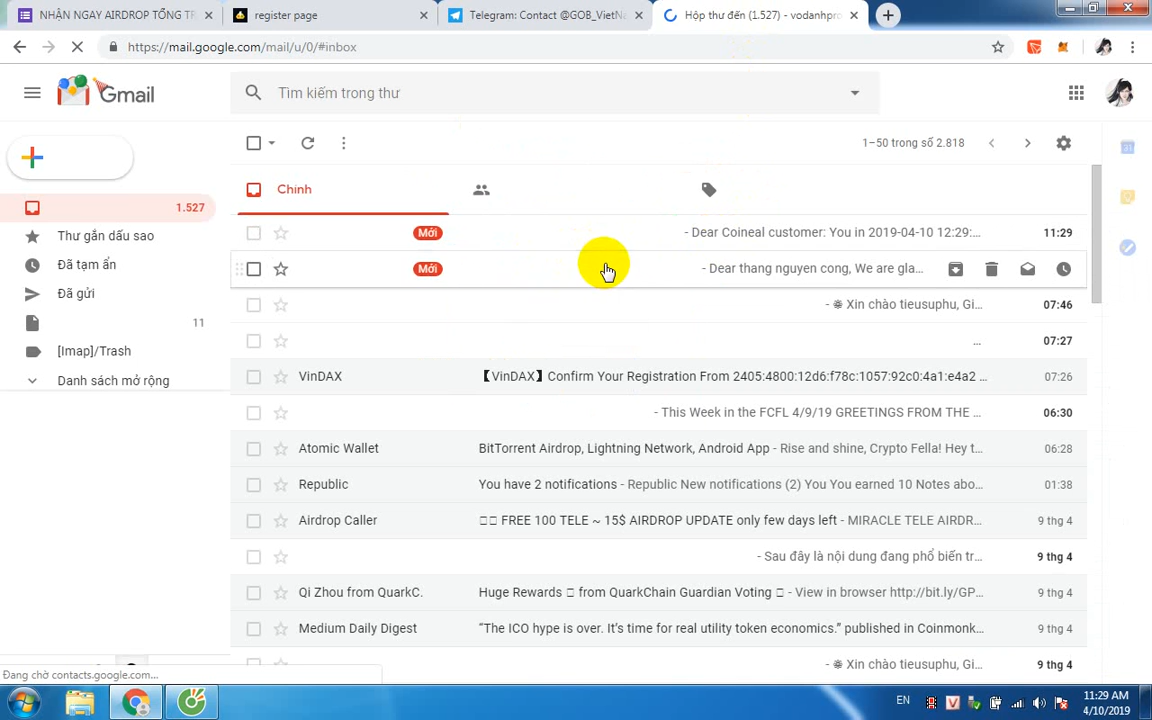 NHẬN NGAY AIRDROP TỔNG TR
register page
Telegram: Contact @GOB_VietNa
Hộp thư đến (1.527) - vodanhpro
https://mail.google.com/mail/u/0/#inbox
Gmail
Tìm kiếm trong thư
1–50 trong số 2.818
Chính
1.527
Thư gắn dấu sao
Đã tạm ẩn
Đã gửi
11
[Imap]/Trash
Danh sách mở rộng
Mới - Dear Coineal customer: You in 2019-04-10 12:29:... 11:29
Mới - Dear thang nguyen cong, We are gla...
- ⛯ Xin chào tieusuphu, Gi... 07:46
... 07:27
VinDAX 【VinDAX】Confirm Your Registration From 2405:4800:12d6:f78c:1057:92c0:4a1:e4a2 ... 07:26
- This Week in the FCFL 4/9/19 GREETINGS FROM THE ... 06:30
Atomic Wallet BitTorrent Airdrop, Lightning Network, Android App - Rise and shine, Crypto Fella! Hey t... 06:28
Republic You have 2 notifications - Republic New notifications (2) You You earned 10 Notes abo... 01:38
Airdrop Caller FREE 100 TELE ~ 15$ AIRDROP UPDATE only few days left - MIRACLE TELE AIRDR... 9 thg 4
- Sau đây là nội dung đang phổ biến tr... 9 thg 4
Qi Zhou from QuarkC. Huge Rewards from QuarkChain Guardian Voting - View in browser http://bit.ly/GP... 9 thg 4
Medium Daily Digest “The ICO hype is over. It’s time for real utility token economics.” published in Coinmonk... 9 thg 4
- ⛯ Xin chào tieusuphu, Gi... 9 thg 4
Đang chờ contacts.google.com...
EN
11:29 AM
4/10/2019